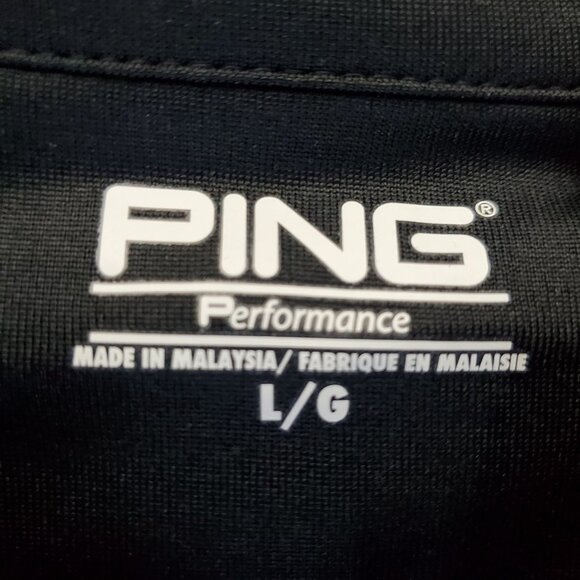 PING®
Performance
MADE IN MALAYSIA/ FABRIQUE EN MALAISIE
L/G